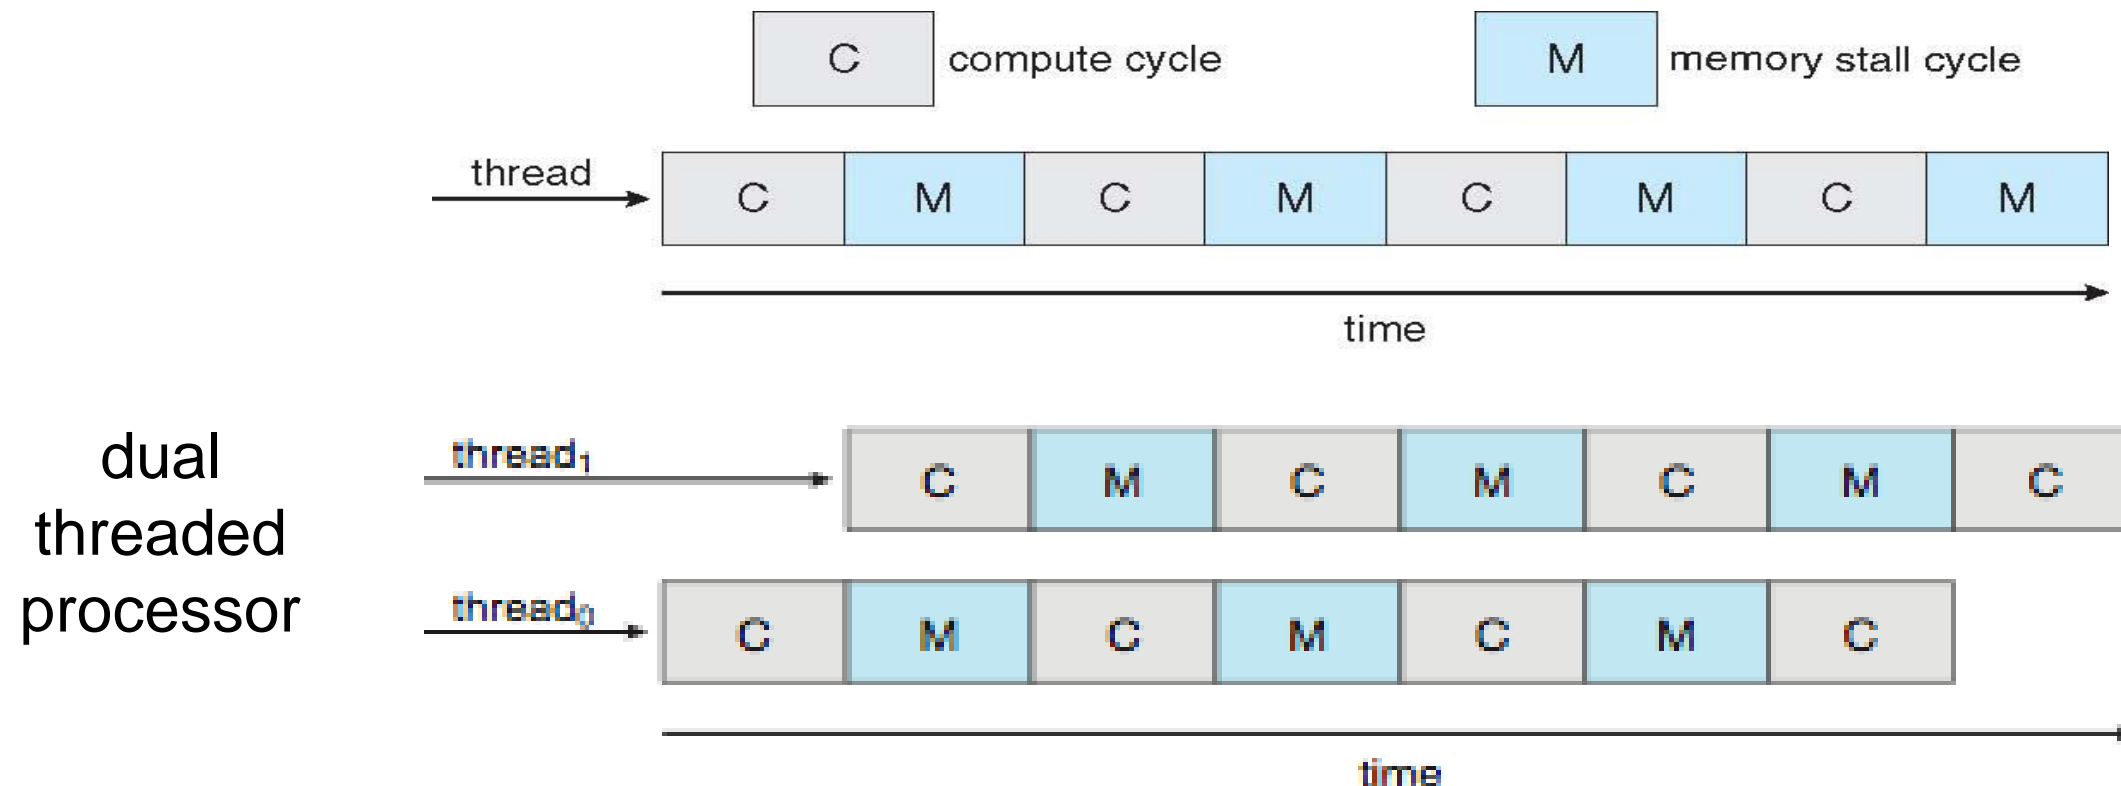 C compute cycle M memory stall cycle
thread C M C M C M C M
time
dual
threaded
processor
thread₁ C M C M C M C
thread₀ C M C M C M C
time